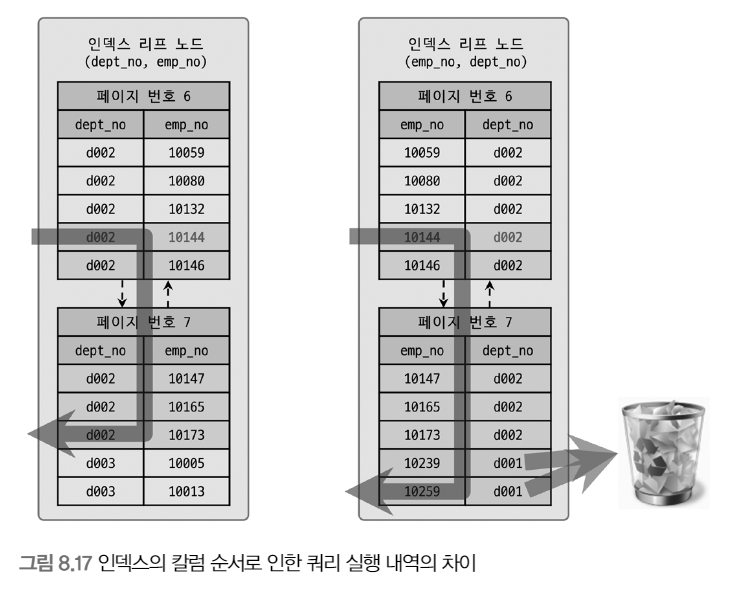 인덱스 리프 노드
(dept_no, emp_no)
페이지 번호 6
dept_no emp_no
d002 10059
d002 10080
d002 10132
d002 10144
d002 10146
페이지 번호 7
dept_no emp_no
d002 10147
d002 10165
d002 10173
d003 10005
d003 10013
인덱스 리프 노드
(emp_no, dept_no)
페이지 번호 6
emp_no dept_no
10059 d002
10080 d002
10132 d002
10144 d002
10146 d002
페이지 번호 7
emp_no dept_no
10147 d002
10165 d002
10173 d002
10239 d001
10259 d001
그림 8.17 인덱스의 칼럼 순서로 인한 쿼리 실행 내역의 차이